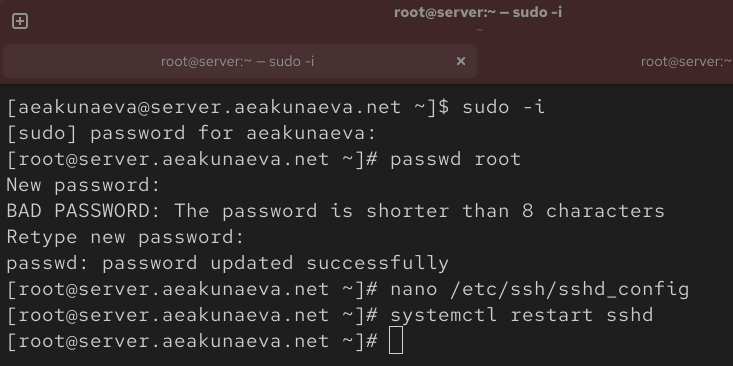 root@server:~ — sudo -i
~
root@server:~ — sudo -i ×
root@server:~
[aeakunaeva@server.aeakunaeva.net ~]$ sudo -i
[sudo] password for aeakunaeva:
[root@server.aeakunaeva.net ~]# passwd root
New password:
BAD PASSWORD: The password is shorter than 8 characters
Retype new password:
passwd: password updated successfully
[root@server.aeakunaeva.net ~]# nano /etc/ssh/sshd_config
[root@server.aeakunaeva.net ~]# systemctl restart sshd
[root@server.aeakunaeva.net ~]#